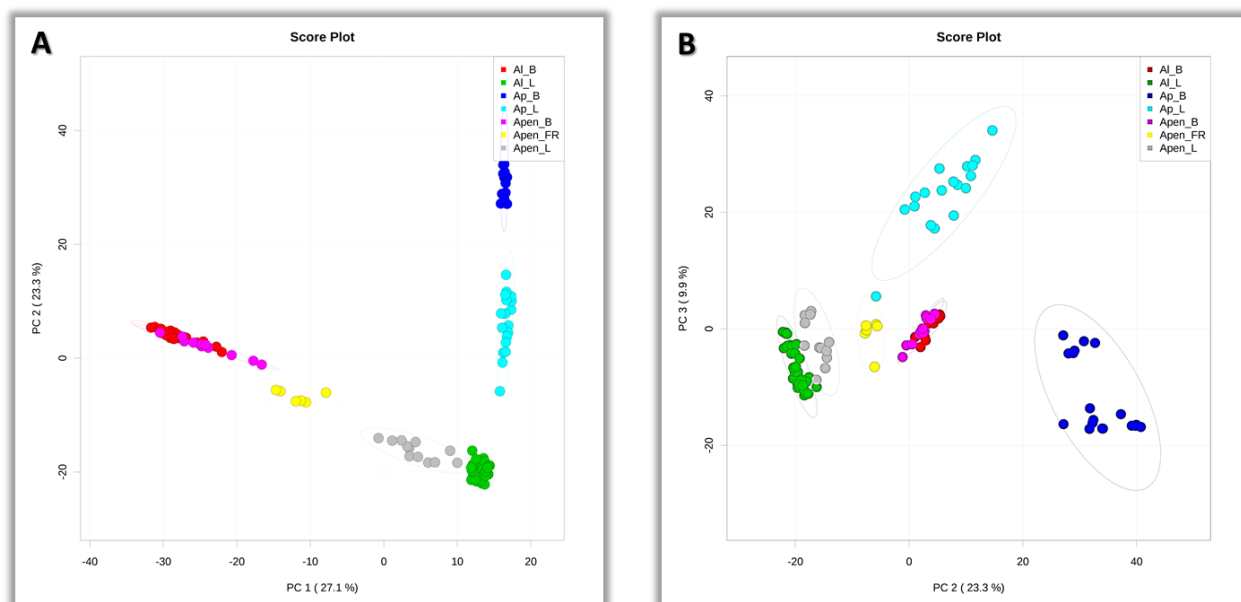 A
Score Plot
Al_B
Al_L
Ap_B
Ap_L
Apen_B
Apen_FR
Apen_L
40
20
0
-20
PC 2 ( 23.3 %)
-40
-30
-20
-10
0
10
20
PC 1 ( 27.1 %)
B
Score Plot
Al_B
Al_L
Ap_B
Ap_L
Apen_B
Apen_FR
Apen_L
40
20
0
-20
PC 3 ( 9.9 %)
-20
0
20
40
PC 2 ( 23.3 %)